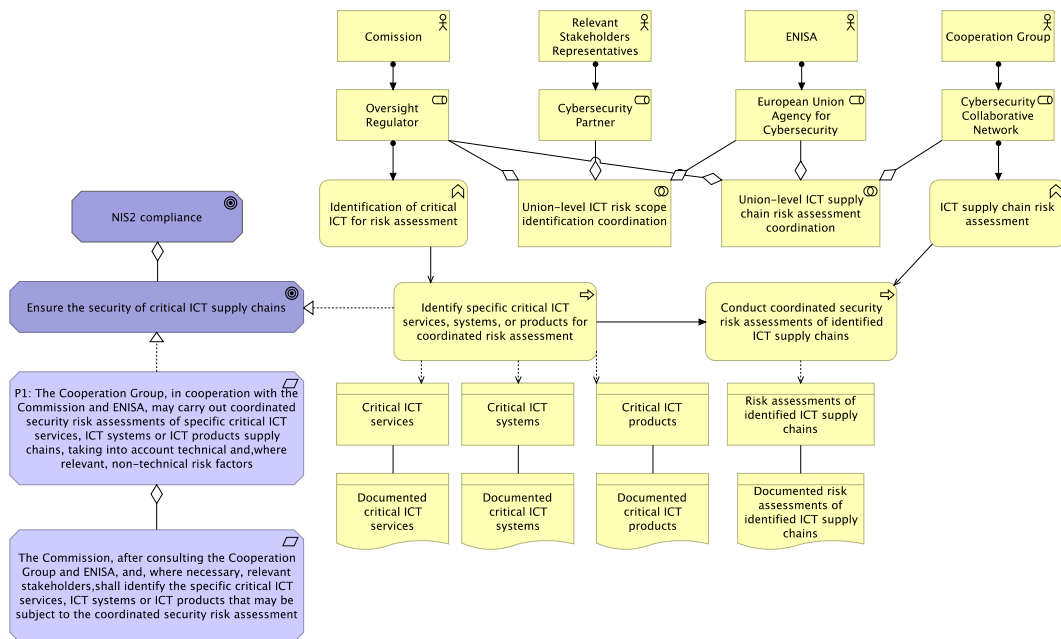 Comission
Relevant
Stakeholders
Representatives
ENISA
Cooperation Group
Oversight
Regulator
Cybersecurity
Partner
European Union
Agency for
Cybersecurity
Cybersecurity
Collaborative
Network
NIS2 compliance
Identification of critical
ICT for risk assessment
Union-level ICT risk scope
identification coordination
Union-level ICT supply
chain risk assessment
coordination
ICT supply chain risk
assessment
Ensure the security of critical ICT supply chains
Identify specific critical ICT
services, systems, or products for
coordinated risk assessment
Conduct coordinated security
risk assessments of identified
ICT supply chains
P1: The Cooperation Group, in cooperation with the
Commission and ENISA, may carry out coordinated
security risk assessments of specific critical ICT
services, ICT systems or ICT products supply
chains, taking into account technical and,where
relevant, non-technical risk factors
Critical ICT
services
Critical ICT
systems
Critical ICT
products
Risk assessments of
identified ICT supply
chains
Documented
critical ICT
services
Documented
critical ICT
systems
Documented
critical ICT
products
Documented risk
assessments of
identified ICT supply
chains
The Commission, after consulting the Cooperation
Group and ENISA, and, where necessary, relevant
stakeholders,shall identify the specific critical ICT
services, ICT systems or ICT products that may be
subject to the coordinated security risk assessment